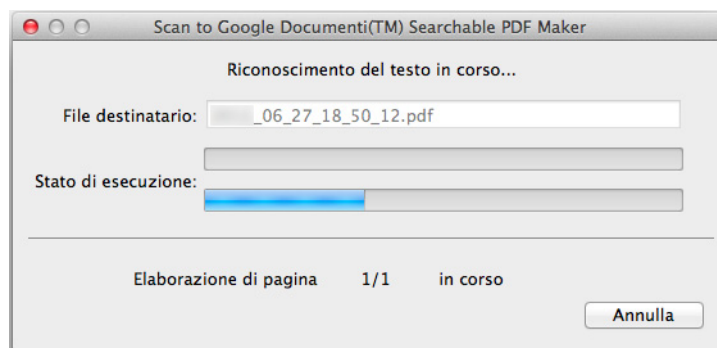 Scan to Google Documenti(TM) Searchable PDF Maker
Riconoscimento del testo in corso...
File destinatario: _06_27_18_50_12.pdf
Stato di esecuzione:
Elaborazione di pagina 1/1 in corso
Annulla